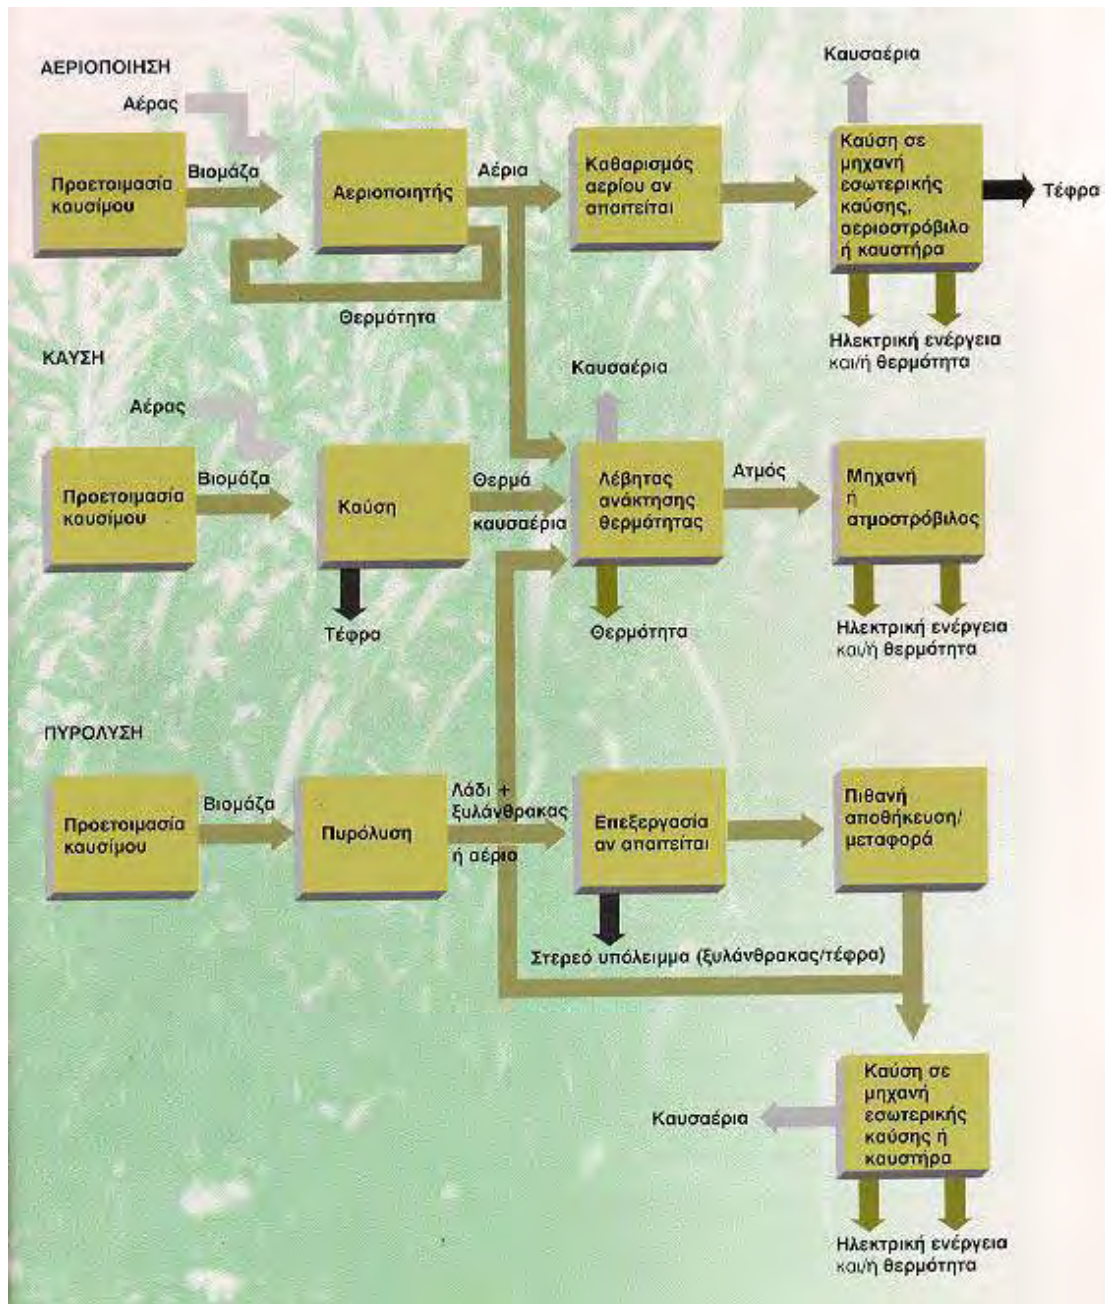 ΑΕΡΙΟΠΟΙΗΣΗ
Καυσαέρια
Αέρας
Προετοιμασία
καυσίμου
Βιομάζα
Αεριοποιητής
Αέρια
Καθαρισμός
αερίου αν
απαιτείται
Καύση σε
μηχανή
εσωτερικής
καύσης,
αεριοστρόβιλο
ή καυστήρα
Τέφρα
Θερμότητα
Ηλεκτρική ενέργεια
και/ή θερμότητα
ΚΑΥΣΗ
Καυσαέρια
Αέρας
Προετοιμασία
καυσίμου
Βιομάζα
Καύση
Θερμά
καυσαέρια
Λέβητας
ανάκτησης
θερμότητας
Ατμός
Μηχανή
ή
ατμοστρόβιλος
Τέφρα
Θερμότητα
Ηλεκτρική ενέργεια
και/ή θερμότητα
ΠΥΡΟΛΥΣΗ
Προετοιμασία
καυσίμου
Βιομάζα
Πυρόλυση
Λάδι +
ξυλάνθρακας
ή αέριο
Επεξεργασία
αν απαιτείται
Πιθανή
αποθήκευση/
μεταφορά
Στερεό υπόλειμμα (ξυλάνθρακας/τέφρα)
Καυσαέρια
Καύση σε
μηχανή
εσωτερικής
καύσης ή
καυστήρα
Ηλεκτρική ενέργεια
και/ή θερμότητα